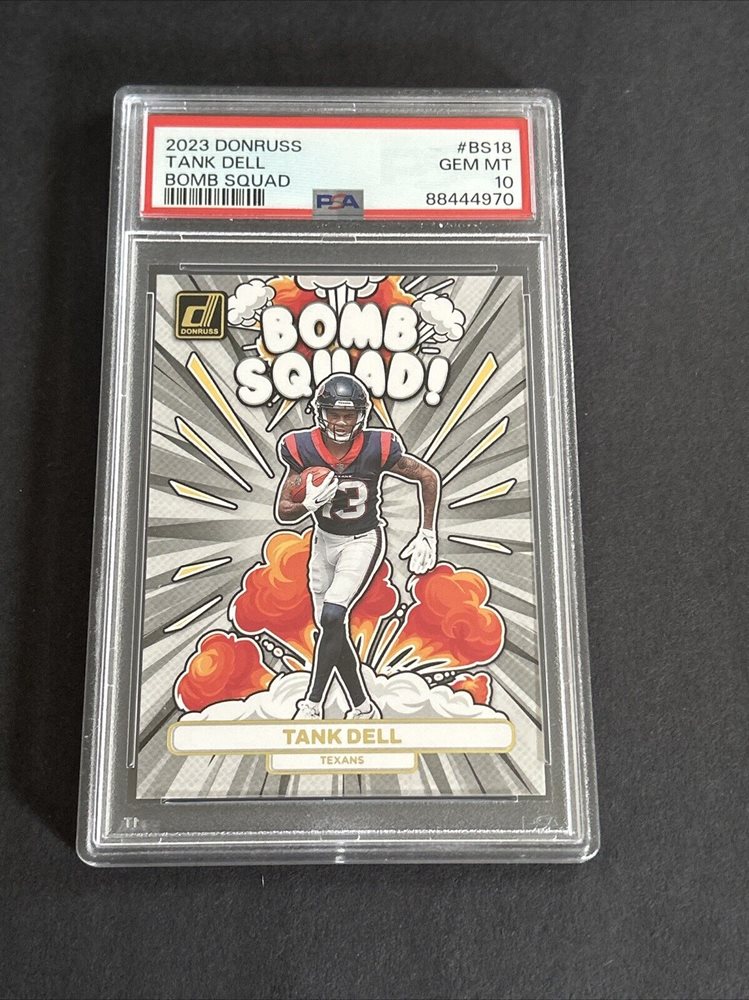 2023 DONRUSS #BS18
TANK DELL GEM MT
BOMB SQUAD 10
PSA 88444970
DONRUSS
BOMB
SQUAD!
TEXANS
13
TANK DELL
TEXANS